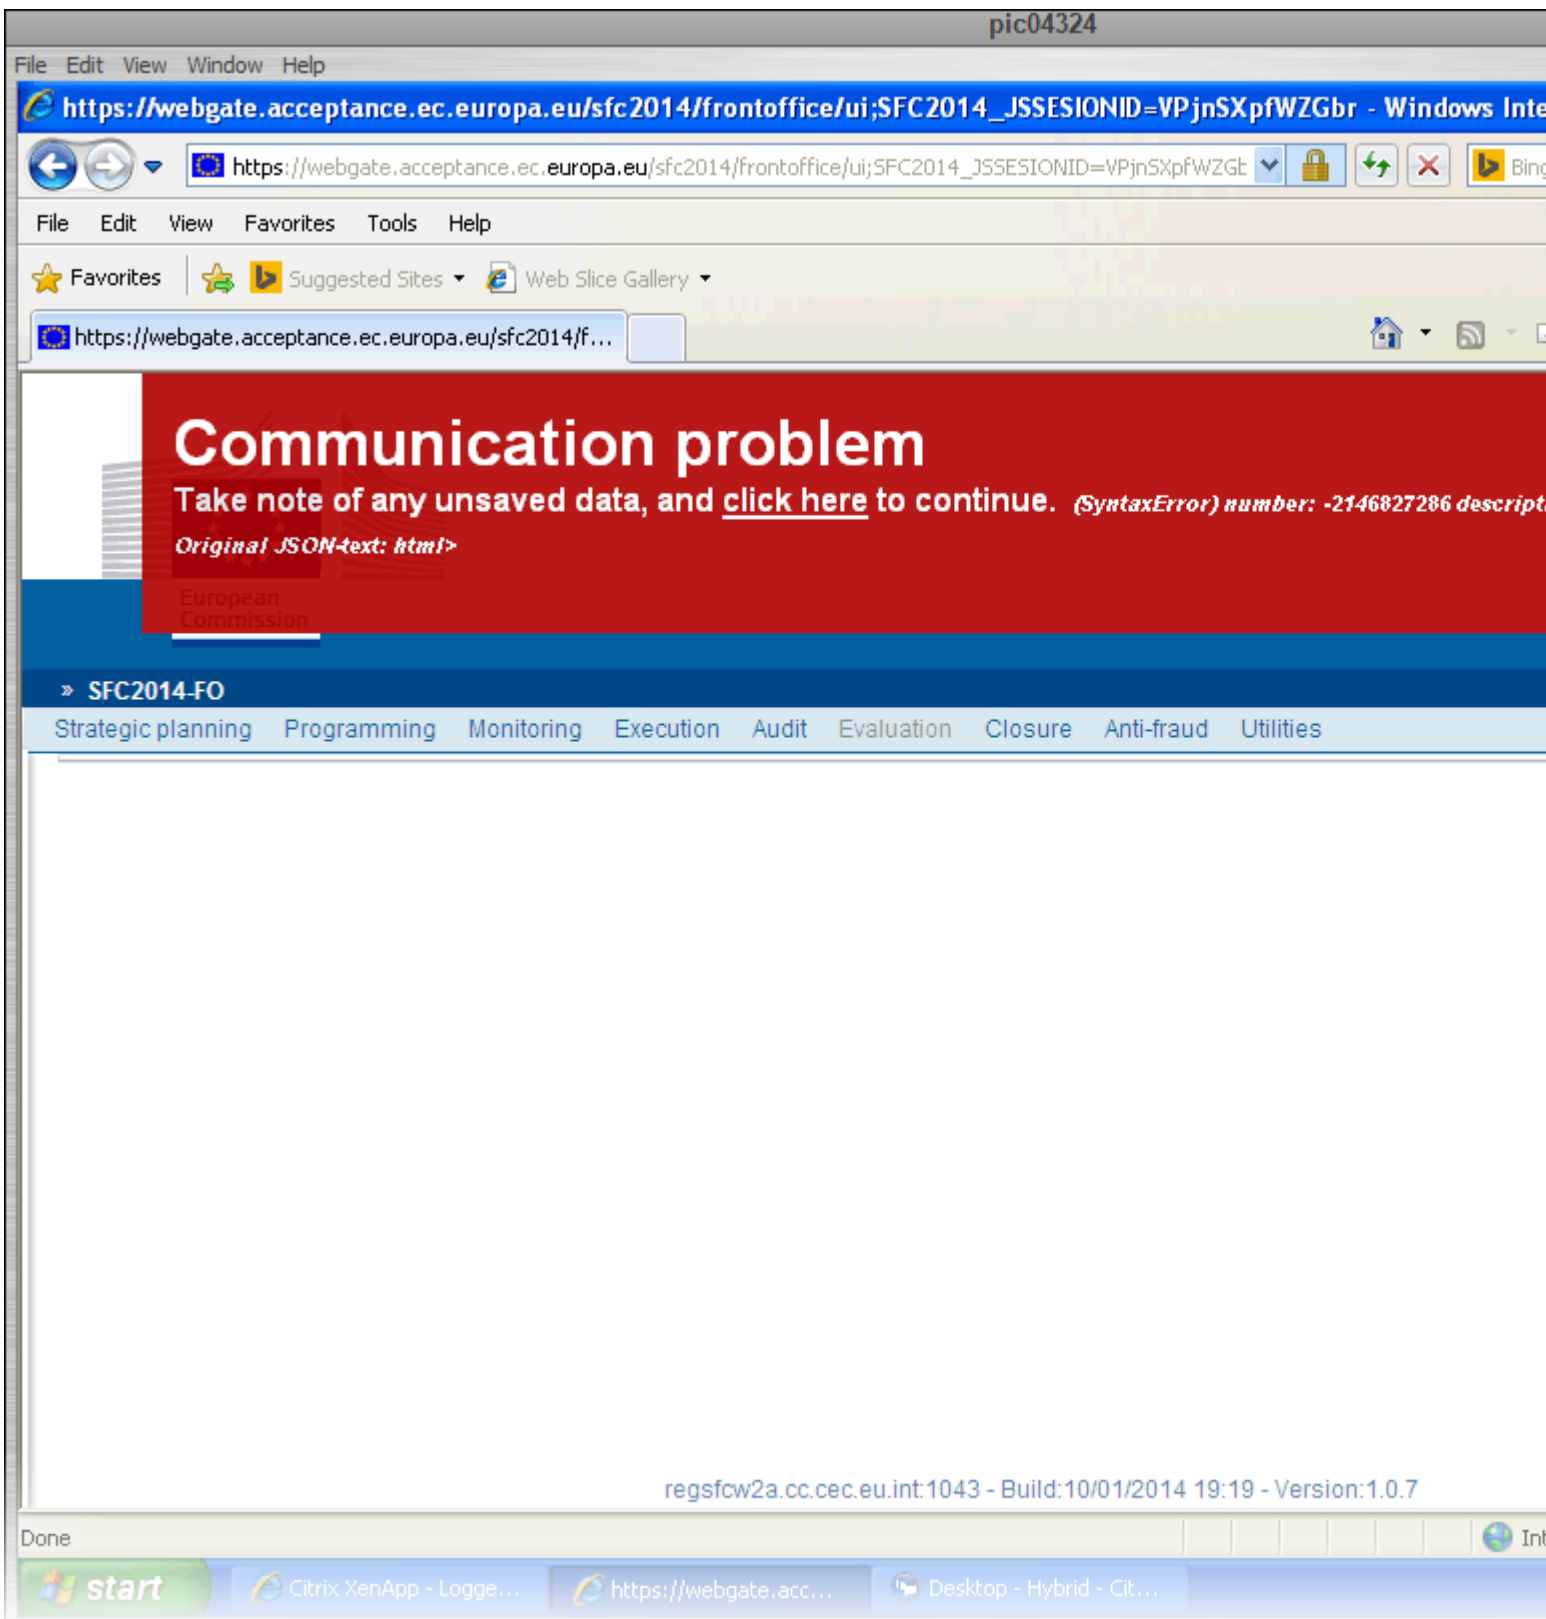 pic04324
File Edit View Window Help
https://webgate.acceptance.ec.europa.eu/sfc2014/frontoffice/ui;SFC2014_JSSESIONID=VPjnSXpfWZGbr - Windows Inte
https://webgate.acceptance.ec.europa.eu/sfc2014/frontoffice/ui;SFC2014_JSSESIONID=VPjnSXpfWZGb Bing
File Edit View Favorites Tools Help
Favorites Suggested Sites Web Slice Gallery
https://webgate.acceptance.ec.europa.eu/sfc2014/f...
Communication problem
Take note of any unsaved data, and click here to continue. (SyntaxError) number: -2146827286 descript
Original JSON-text: html>
European
Commission
» SFC2014-FO
Strategic planning Programming Monitoring Execution Audit Evaluation Closure Anti-fraud Utilities
regsfcw2a.cc.cec.eu.int:1043 - Build:10/01/2014 19:19 - Version:1.0.7
Done Int
start Citrix XenApp - Logge... https://webgate.acc... Desktop - Hybrid - Cit...